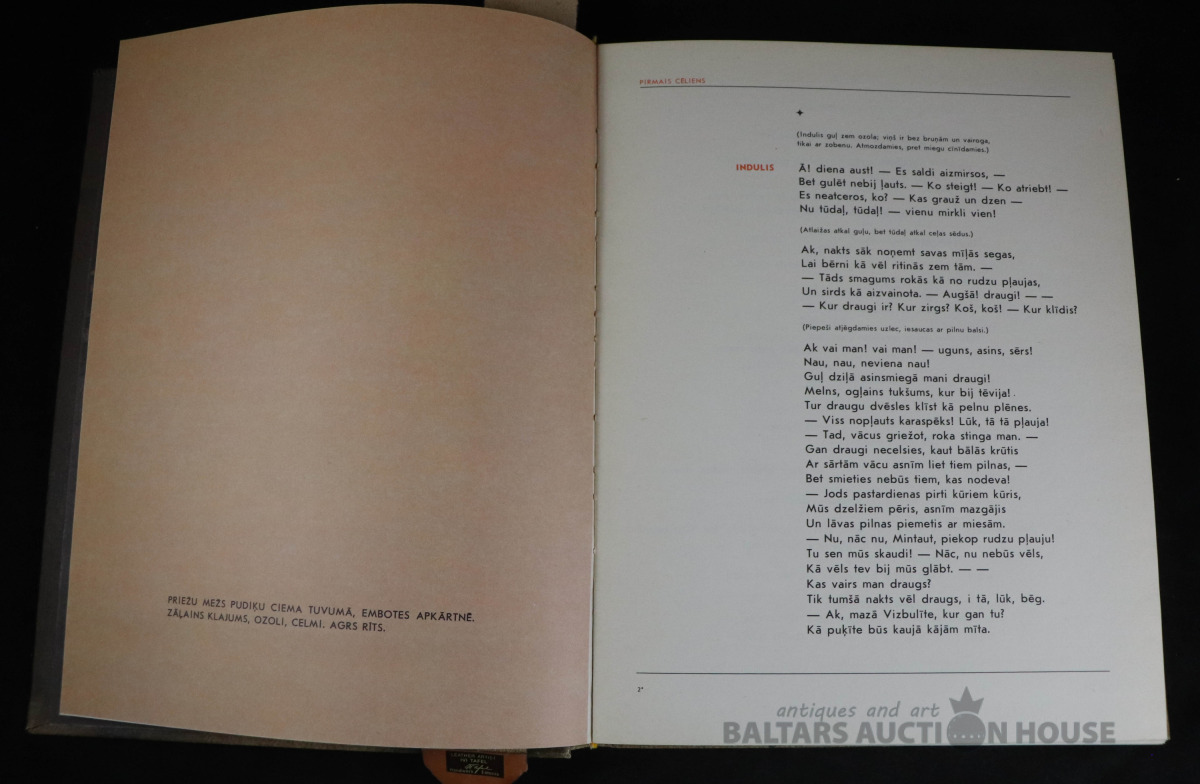 PRIEŽU MEŽS PUDIĶU CIEMA TUVUMĀ, EMBOTES APKĀRTNĒ.
ZĀĻAINS KLAJUMS, OZOLI, CELMI. AGRS RĪTS.
PIRMAIS CĒLIENS
(Indulis guļ zem ozola; viņš ir bez bruņām un vairoga,
tikai ar zobenu. Atmozdamies, pret miegu cīnīdamies.)
INDULIS
Ā! diena aust! — Es saldi aizmirsos, —
Bet gulēt nebij ļauts. — Ko steigt! — Ko atriebt! —
Es neatceros, ko? — Kas grauž un dzen —
Nu tūdaļ, tūdaļ! — vienu mirkli vien!
(Atlaižas atkal guļu, bet tūdaļ atkal ceļas sēdus.)
Ak, nakts sāk noņemt savas mīļās segas,
Lai bērni kā vēl ritinās zem tām. —
— Tāds smagums rokās kā no rudzu pļaujas,
Un sirds kā aizvainota. — Augšā! draugi! — —
— Kur draugi ir? Kur zirgs? Koš, koš! — Kur klīdis?
(Piepeši atjēgdamies uzlec, iesaucas ar pilnu balsi.)
Ak vai man! vai man! — uguns, asins, sērs!
Nau, nau, neviena nau!
Guļ dziļā asinsmiegā mani draugi!
Melns, ogļains tukšums, kur bij tēvija!
Tur draugu dvēsles klīst kā pelnu plēnes.
— Viss nopļauts karaspēks! Lūk, tā tā pļauja!
— Tad, vācus griežot, roka stinga man. —
Gan draugi necelsies, kaut bālās krūtis
Ar sārtām vācu asnīm liet tiem pilnas, —
Bet smieties nebūs tiem, kas nodeva!
— Jods pastardienas pirti kūriem kūris,
Mūs dzelžiem pēris, asnīm mazgājis
Un lāvas pilnas piemetis ar miesām.
— Nu, nāc nu, Mintaut, piekop rudzu pļauju!
Tu sen mūs skaudi! — Nāc, nu nebūs vēls,
Kā vēls tev bij mūs glābt. — —
Kas vairs man draugs?
Tik tumšā nakts vēl draugs, i tā, lūk, bēg.
— Ak, mazā Vizbulīte, kur gan tu?
Kā puķīte būs kaujā kājām mīta.
2*
antiques and art
BALTARS AUCTION HOUSE